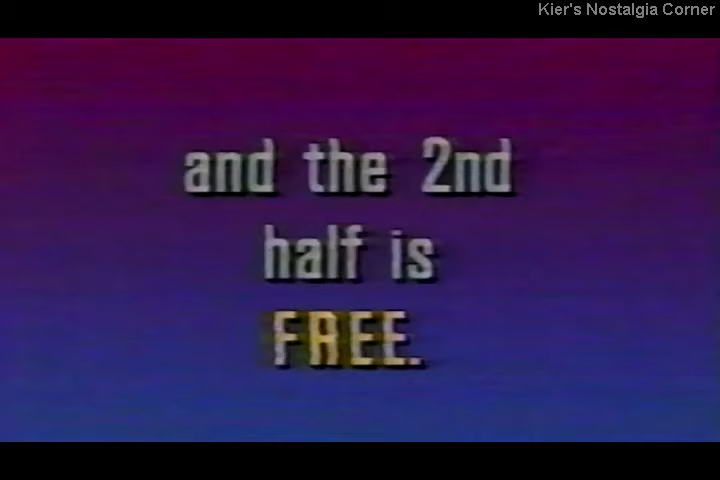 Kier's Nostalgia Corner
and the 2nd
half is
FREE.